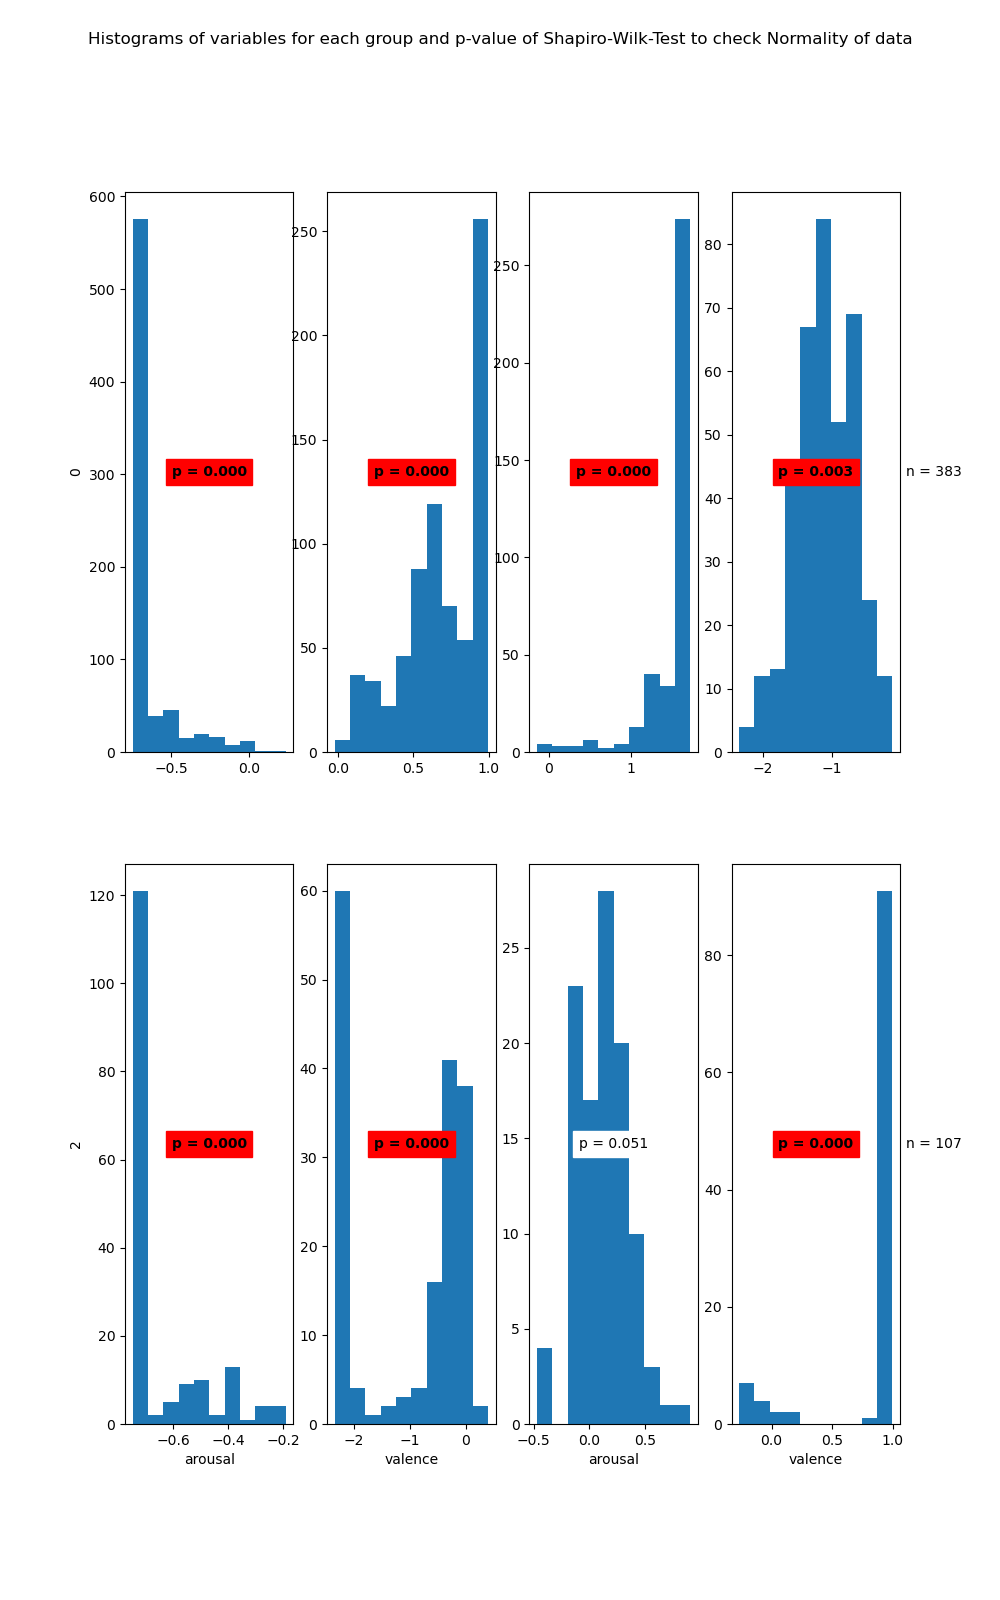 Histograms of variables for each group and p-value of Shapiro-Wilk-Test to check Normality of data
600
500
400
300
200
100
0
0
p = 0.000
−0.5 0.0
250
200
150
100
50
0
p = 0.000
0.0 0.5 1.0
250
200
150
100
50
0
p = 0.000
0 1
80
70
60
50
40
30
20
10
0
p = 0.003
−2 −1
n = 383
2
120
100
80
60
40
20
0
p = 0.000
−0.6 −0.4 −0.2
arousal
60
50
40
30
20
10
0
p = 0.000
−2 −1 0
valence
25
20
15
10
5
0
p = 0.051
−0.5 0.0 0.5
arousal
80
60
40
20
0
p = 0.000
0.0 0.5 1.0
valence
n = 107